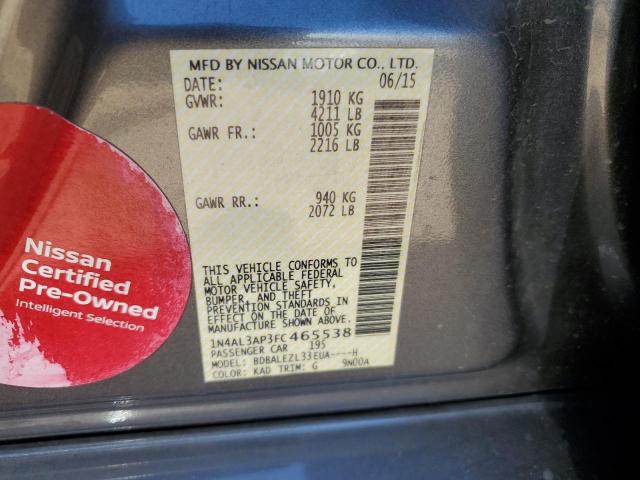 MFD BY NISSAN MOTOR CO., LTD.
DATE: 06/15
GVWR: 1910 KG
4211 LB
GAWR FR.: 1005 KG
2216 LB
GAWR RR.: 940 KG
2072 LB
THIS VEHICLE CONFORMS TO
ALL APPLICABLE FEDERAL
MOTOR VEHICLE SAFETY,
BUMPER, AND THEFT
PREVENTION STANDARDS IN
EFFECT ON THE DATE OF
MANUFACTURE SHOWN ABOVE.
1N4AL3AP3FC465538
PASSENGER CAR 195
MODEL: BDBALEZL33EUA----H
COLOR: KAD TRIM: G 9N00A
Nissan
Certified
Pre-Owned
Intelligent Selection